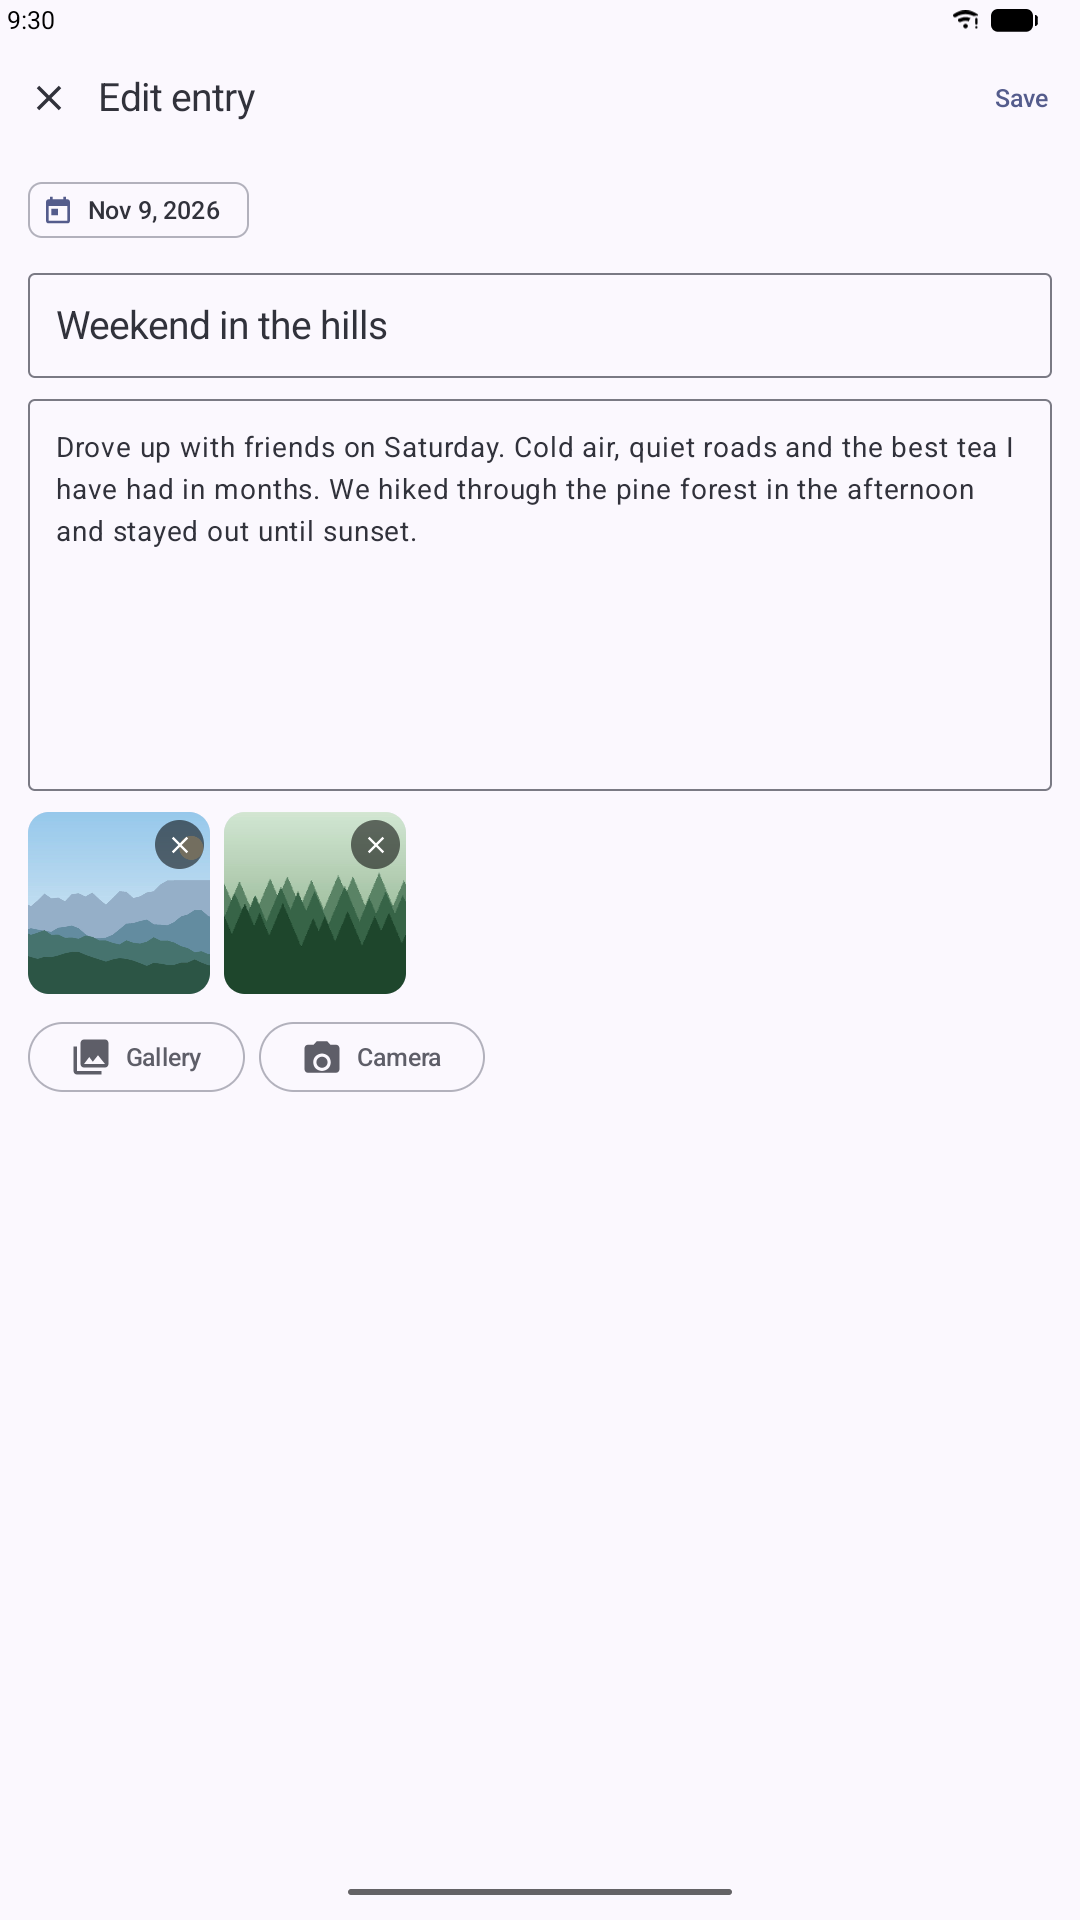 9:30
Edit entry
Save
Nov 9, 2026
Weekend in the hills
Drove up with friends on Saturday. Cold air, quiet roads and the best tea I
have had in months. We hiked through the pine forest in the afternoon
and stayed out until sunset.
Gallery
Camera